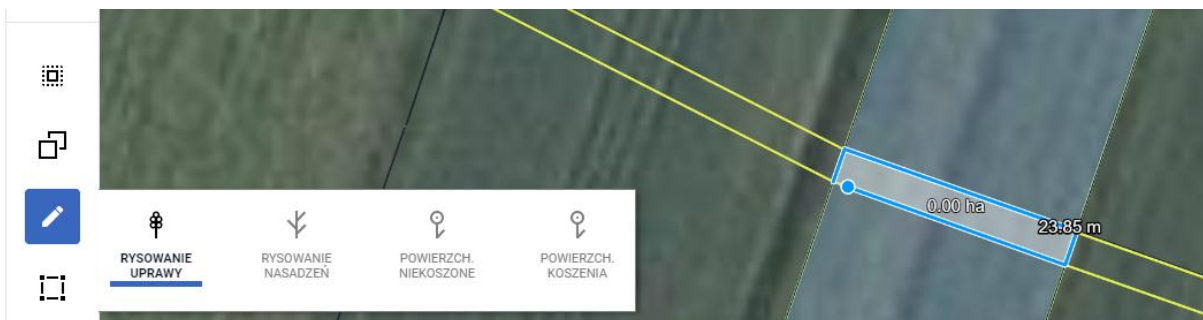 0.00 ha
23.85 m
RYSOWANIE
UPRAWY
RYSOWANIE
NASADZEŃ
POWIERZCH.
NIEKOSZONE
POWIERZCH.
KOSZENIA